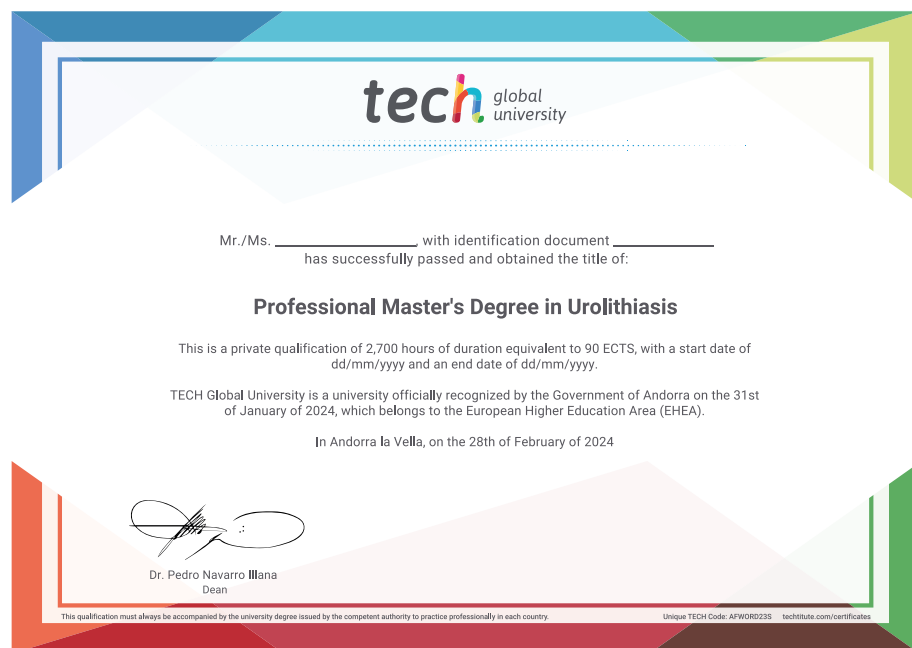 tech global university
Mr./Ms. ____________________, with identification document ______________
has successfully passed and obtained the title of:
Professional Master's Degree in Urolithiasis
This is a private qualification of 2,700 hours of duration equivalent to 90 ECTS, with a start date of
dd/mm/yyyy and an end date of dd/mm/yyyy.
TECH Global University is a university officially recognized by the Government of Andorra on the 31st
of January of 2024, which belongs to the European Higher Education Area (EHEA).
In Andorra la Vella, on the 28th of February of 2024
Dr. Pedro Navarro Illana
Dean
This qualification must always be accompanied by the university degree issued by the competent authority to practice professionally in each country.
Unique TECH Code: AFWORD23S techtitute.com/certificates